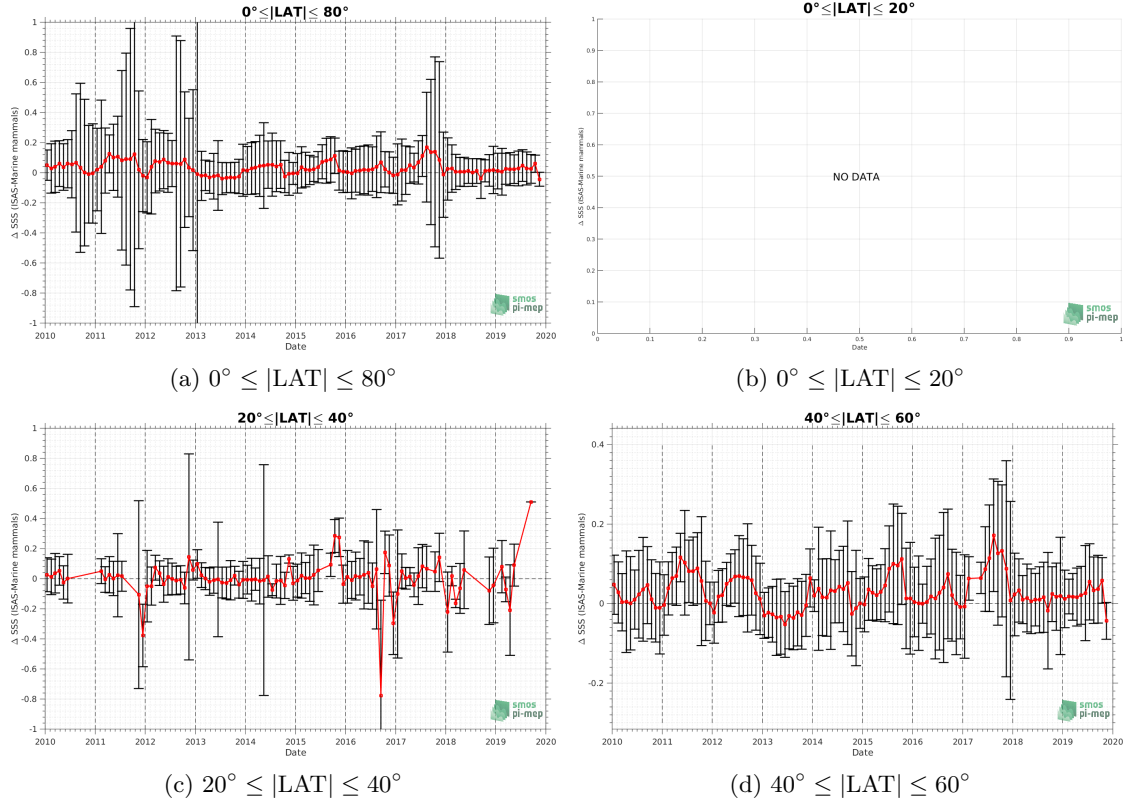 0°≤|LAT|≤ 80°
Δ SSS (ISAS-Marine mammals)
1
0.8
0.6
0.4
0.2
0
-0.2
-0.4
-0.6
-0.8
-1
2010 2011 2012 2013 2014 2015 2016 2017 2018 2019 2020
Date
smos
pi-mep
(a) 0° ≤ |LAT| ≤ 80°
0°≤|LAT|≤ 20°
Δ SSS (ISAS-Marine mammals)
1
0.9
0.8
0.7
0.6
0.5
0.4
0.3
0.2
0.1
0
NO DATA
0 0.1 0.2 0.3 0.4 0.5 0.6 0.7 0.8 0.9 1
Date
smos
pi-mep
(b) 0° ≤ |LAT| ≤ 20°
20°≤|LAT|≤ 40°
Δ SSS (ISAS-Marine mammals)
1
0.8
0.6
0.4
0.2
0
-0.2
-0.4
-0.6
-0.8
-1
2010 2011 2012 2013 2014 2015 2016 2017 2018 2019 2020
Date
smos
pi-mep
(c) 20° ≤ |LAT| ≤ 40°
40°≤|LAT|≤ 60°
Δ SSS (ISAS-Marine mammals)
0.4
0.2
0
-0.2
2010 2011 2012 2013 2014 2015 2016 2017 2018 2019 2020
Date
smos
pi-mep
(d) 40° ≤ |LAT| ≤ 60°